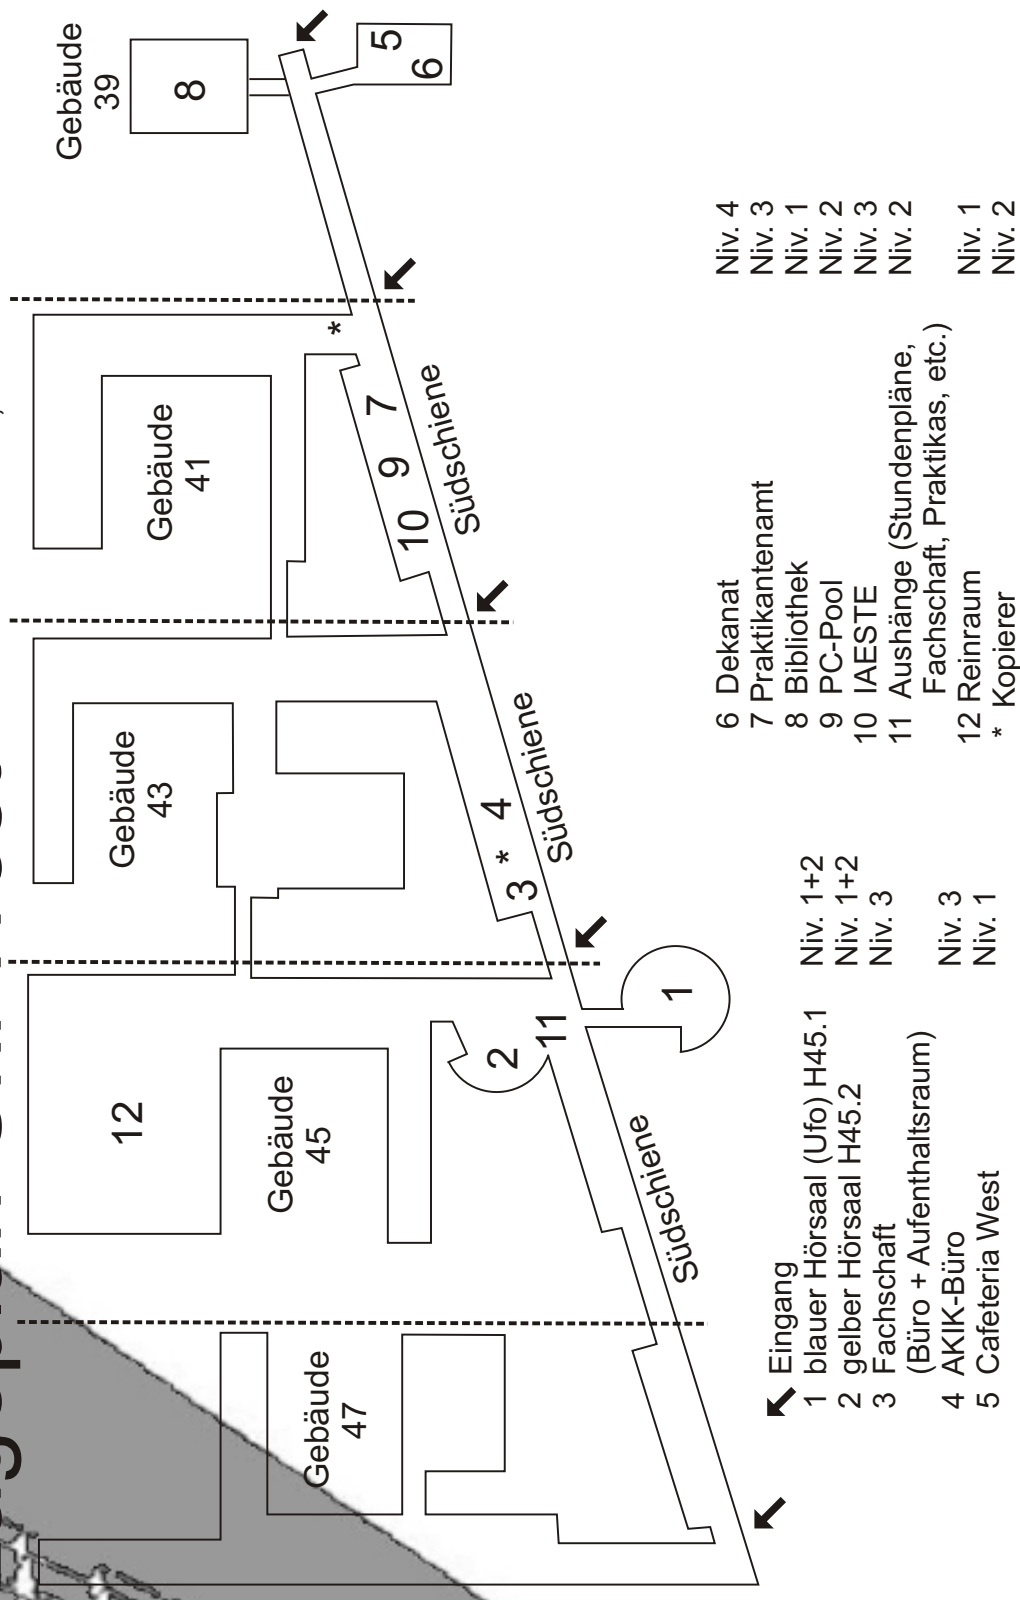 Gebäude
39
8
5
6
Gebäude
41
*
7
9
10
Südschiene
Gebäude
43
4
*
3
Südschiene
12
Gebäude
45
2
11
1
Südschiene
Gebäude
47
Eingang
1 blauer Hörsaal (Ufo) H45.1 Niv. 1+2
2 gelber Hörsaal H45.2 Niv. 1+2
3 Fachschaft Niv. 3
(Büro + Aufenthaltsraum)
4 AKIK-Büro Niv. 3
5 Cafeteria West Niv. 1
6 Dekanat Niv. 4
7 Praktikantenamt Niv. 3
8 Bibliothek Niv. 1
9 PC-Pool Niv. 2
10 IAESTE Niv. 3
11 Aushänge (Stundenpläne, Niv. 2
Fachschaft, Praktikas, etc.)
12 Reinraum Niv. 1
* Kopierer Niv. 2